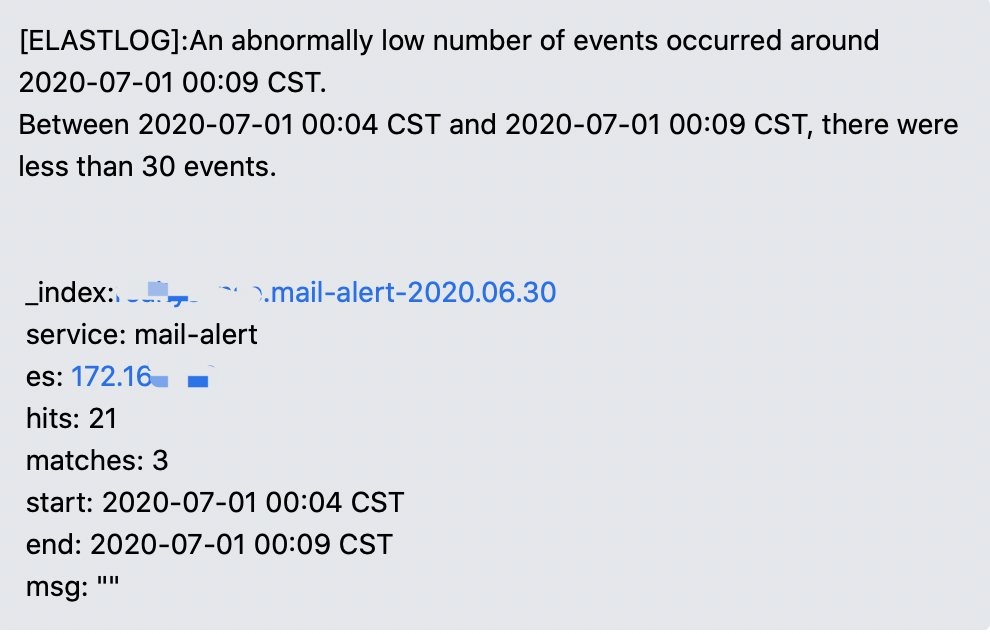 [ELASTLOG]:An abnormally low number of events occurred around
2020-07-01 00:09 CST.
Between 2020-07-01 00:04 CST and 2020-07-01 00:09 CST, there were
less than 30 events.
_index: .mail-alert-2020.06.30
service: mail-alert
es: 172.16
hits: 21
matches: 3
start: 2020-07-01 00:04 CST
end: 2020-07-01 00:09 CST
msg: ""